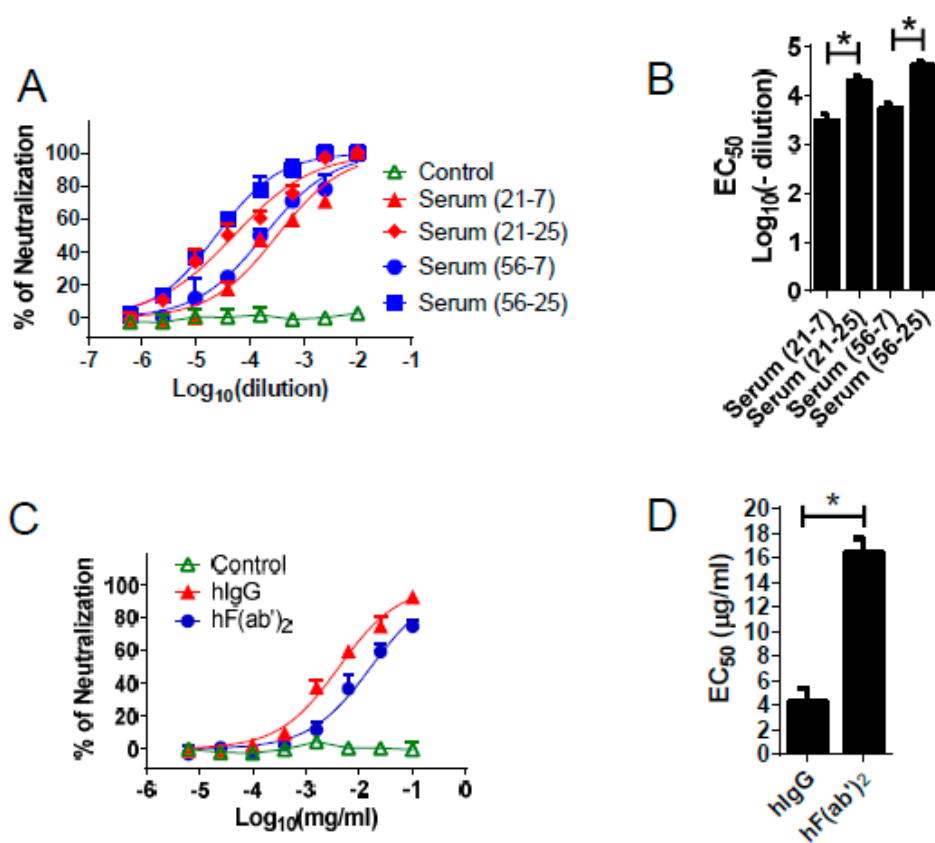 A
% of Neutralization
100
80
60
40
20
0
-7 -6 -5 -4 -3 -2 -1
Log10(dilution)
Control
Serum (21-7)
Serum (21-25)
Serum (56-7)
Serum (56-25)
B
EC50
Log10(- dilution)
5
4
3
2
1
0
* *
Serum (21-7)
Serum (21-25)
Serum (56-7)
Serum (56-25)
C
% of Neutralization
100
80
60
40
20
0
-6 -5 -4 -3 -2 -1 0
Log10(mg/ml)
Control
hIgG
hF(ab')2
D
EC50 (µg/ml)
20
18
16
14
12
10
8
6
4
2
0
*
hIgG
hF(ab')2